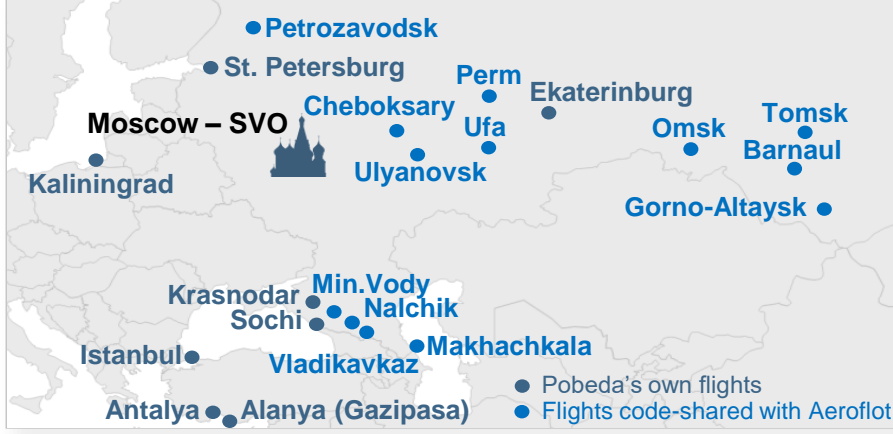 Petrozavodsk
St. Petersburg
Perm
Ekaterinburg
Cheboksary
Moscow – SVO
Ufa
Omsk
Tomsk
Barnaul
Ulyanovsk
Kaliningrad
Gorno-Altaysk
Min.Vody
Krasnodar
Nalchik
Sochi
Istanbul
Vladikavkaz
Makhachkala
Pobeda's own flights
Antalya
Alanya (Gazipasa)
Flights code-shared with Aeroflot